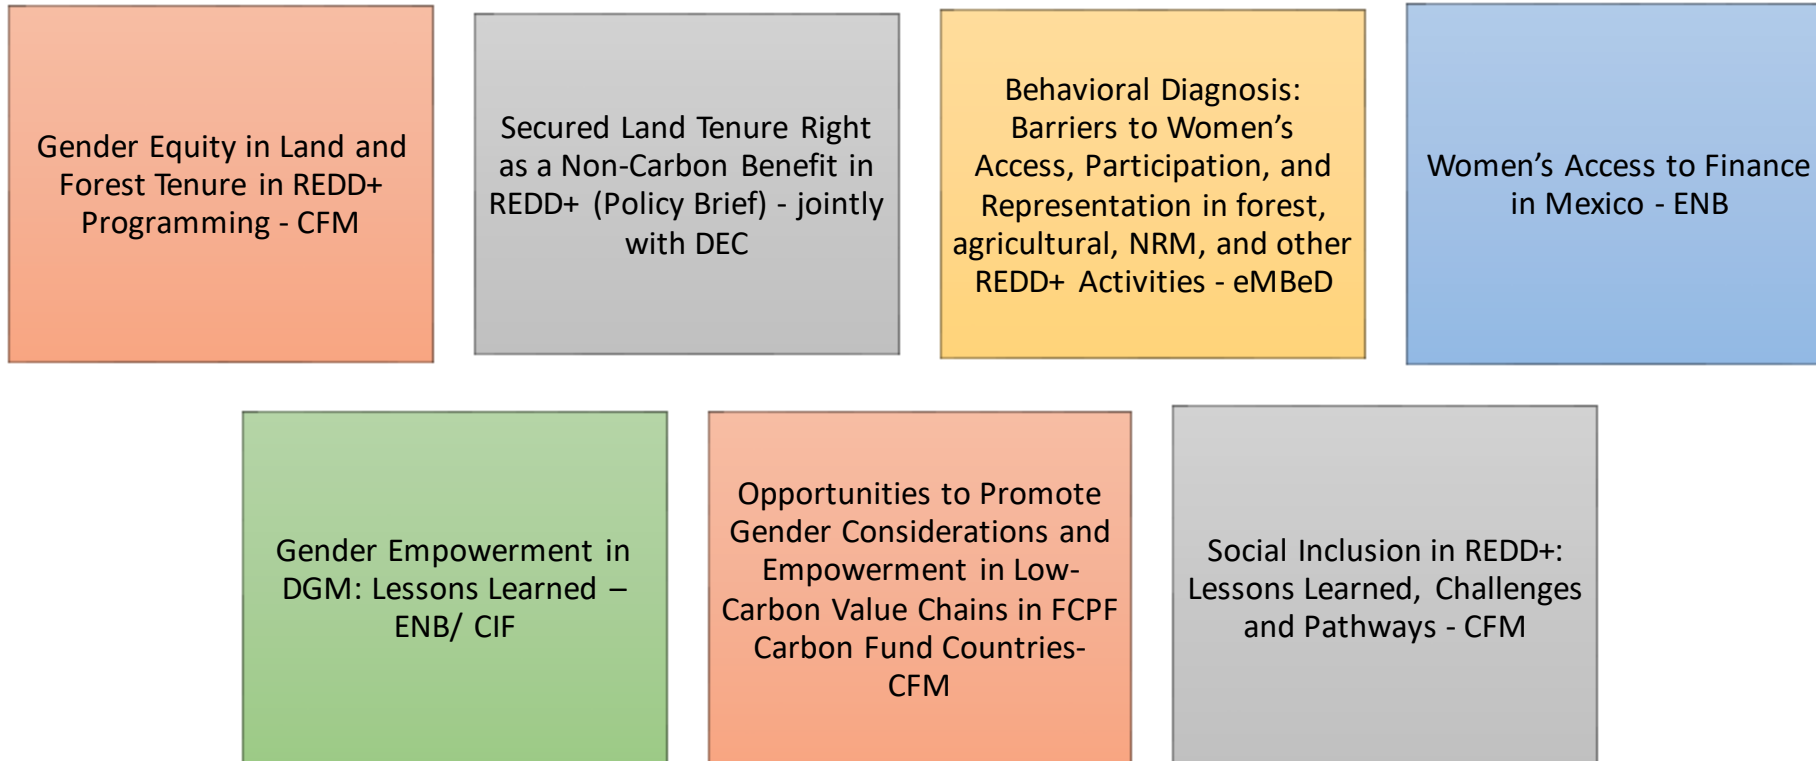 Gender Equity in Land and
Forest Tenure in REDD+
Programming - CFM
Secured Land Tenure Right
as a Non-Carbon Benefit in
REDD+ (Policy Brief) - jointly
with DEC
Behavioral Diagnosis:
Barriers to Women’s
Access, Participation, and
Representation in forest,
agricultural, NRM, and other
REDD+ Activities - eMBeD
Women’s Access to Finance
in Mexico - ENB
Gender Empowerment in
DGM: Lessons Learned –
ENB/ CIF
Opportunities to Promote
Gender Considerations and
Empowerment in Low-
Carbon Value Chains in FCPF
Carbon Fund Countries-
CFM
Social Inclusion in REDD+:
Lessons Learned, Challenges
and Pathways - CFM